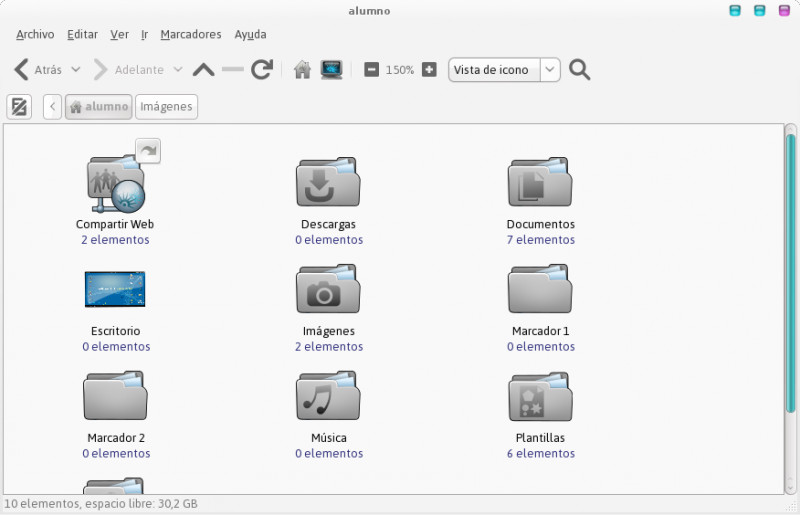 alumno
Archivo Editar Ver Ir Marcadores Ayuda
Atrás Adelante 150% Vista de icono
alumno Imágenes
Compartir Web Descargas Documentos
2 elementos 0 elementos 7 elementos
Escritorio Imágenes Marcador 1
0 elementos 2 elementos 0 elementos
Marcador 2 Música Plantillas
0 elementos 0 elementos 6 elementos
10 elementos, espacio libre: 30,2 GB